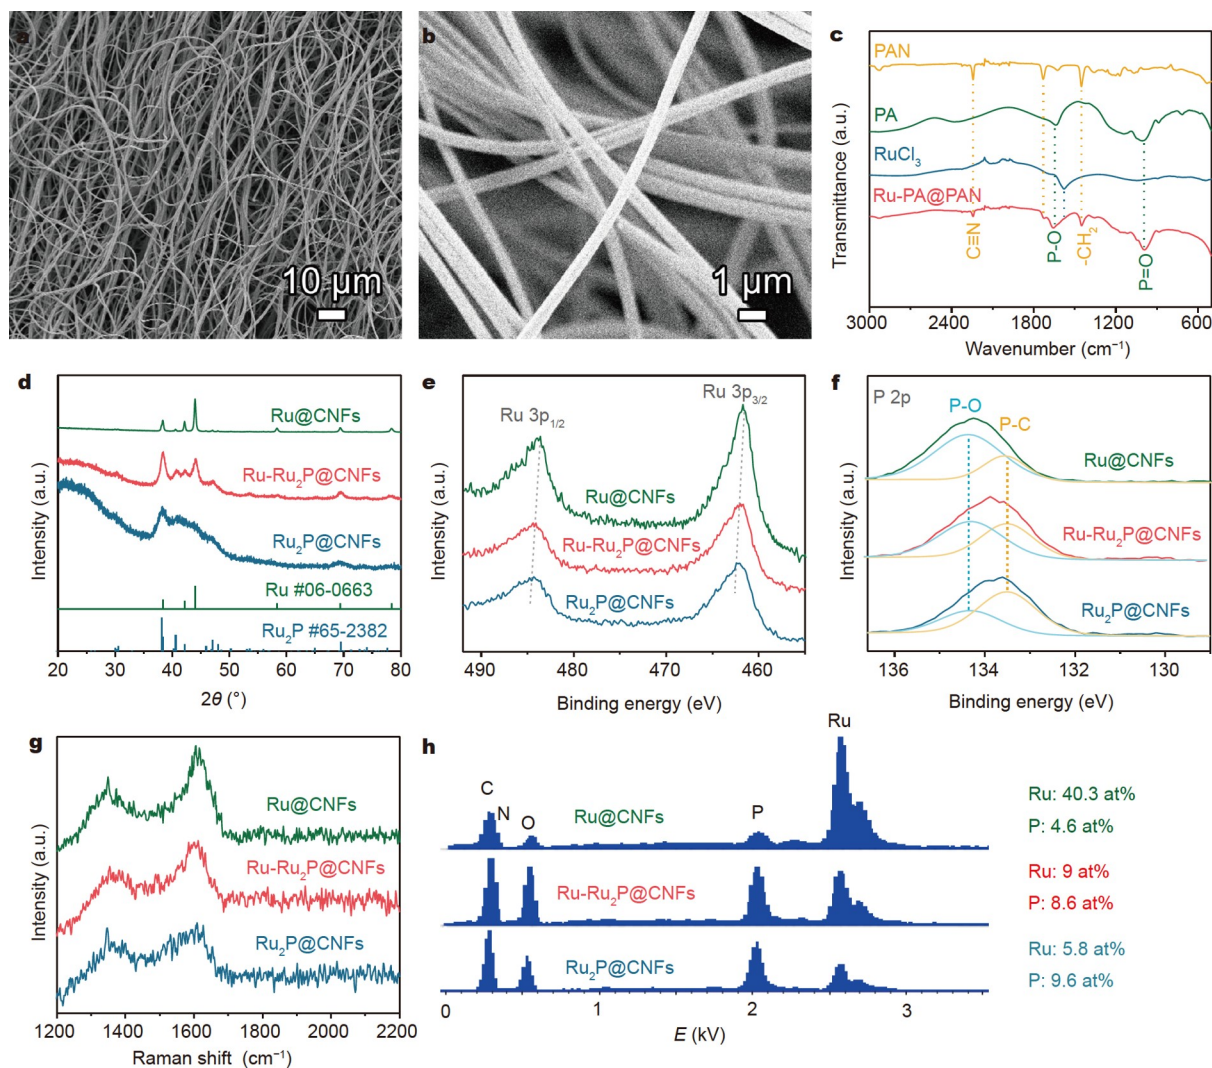 a
10 μm
b
1 μm
c
PAN
PA
RuCl3
Ru-PA@PAN
C≡N
P-O
-CH2
P=O
Transmittance (a.u.)
3000 2400 1800 1200 600
Wavenumber (cm−1)
d
Ru@CNFs
Ru-Ru2P@CNFs
Ru2P@CNFs
Ru #06-0663
Ru2P #65-2382
Intensity (a.u.)
20 30 40 50 60 70 80
2θ (°)
e
Ru 3p1/2
Ru 3p3/2
Ru@CNFs
Ru-Ru2P@CNFs
Ru2P@CNFs
Intensity (a.u.)
490 480 470 460
Binding energy (eV)
f
P 2p
P-O
P-C
Ru@CNFs
Ru-Ru2P@CNFs
Ru2P@CNFs
Intensity (a.u.)
136 134 132 130
Binding energy (eV)
g
Ru@CNFs
Ru-Ru2P@CNFs
Ru2P@CNFs
Intensity (a.u.)
1200 1400 1600 1800 2000 2200
Raman shift (cm−1)
h
C
N
O
P
Ru
Ru@CNFs
Ru-Ru2P@CNFs
Ru2P@CNFs
Ru: 40.3 at%
P: 4.6 at%
Ru: 9 at%
P: 8.6 at%
Ru: 5.8 at%
P: 9.6 at%
0 1 2 3
E (kV)